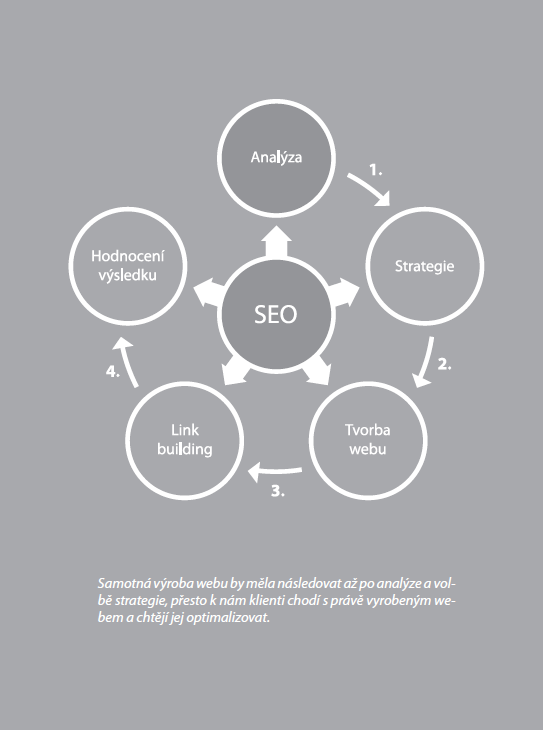 Analýza
1.
Strategie
2.
Tvorba
webu
3.
Link
building
4.
Hodnocení
výsledku
SEO
Samotná výroba webu by měla následovat až po analýze a vol-
bě strategie, přesto k nám klienti chodí s právě vyrobeným we-
bem a chtějí jej optimalizovat.